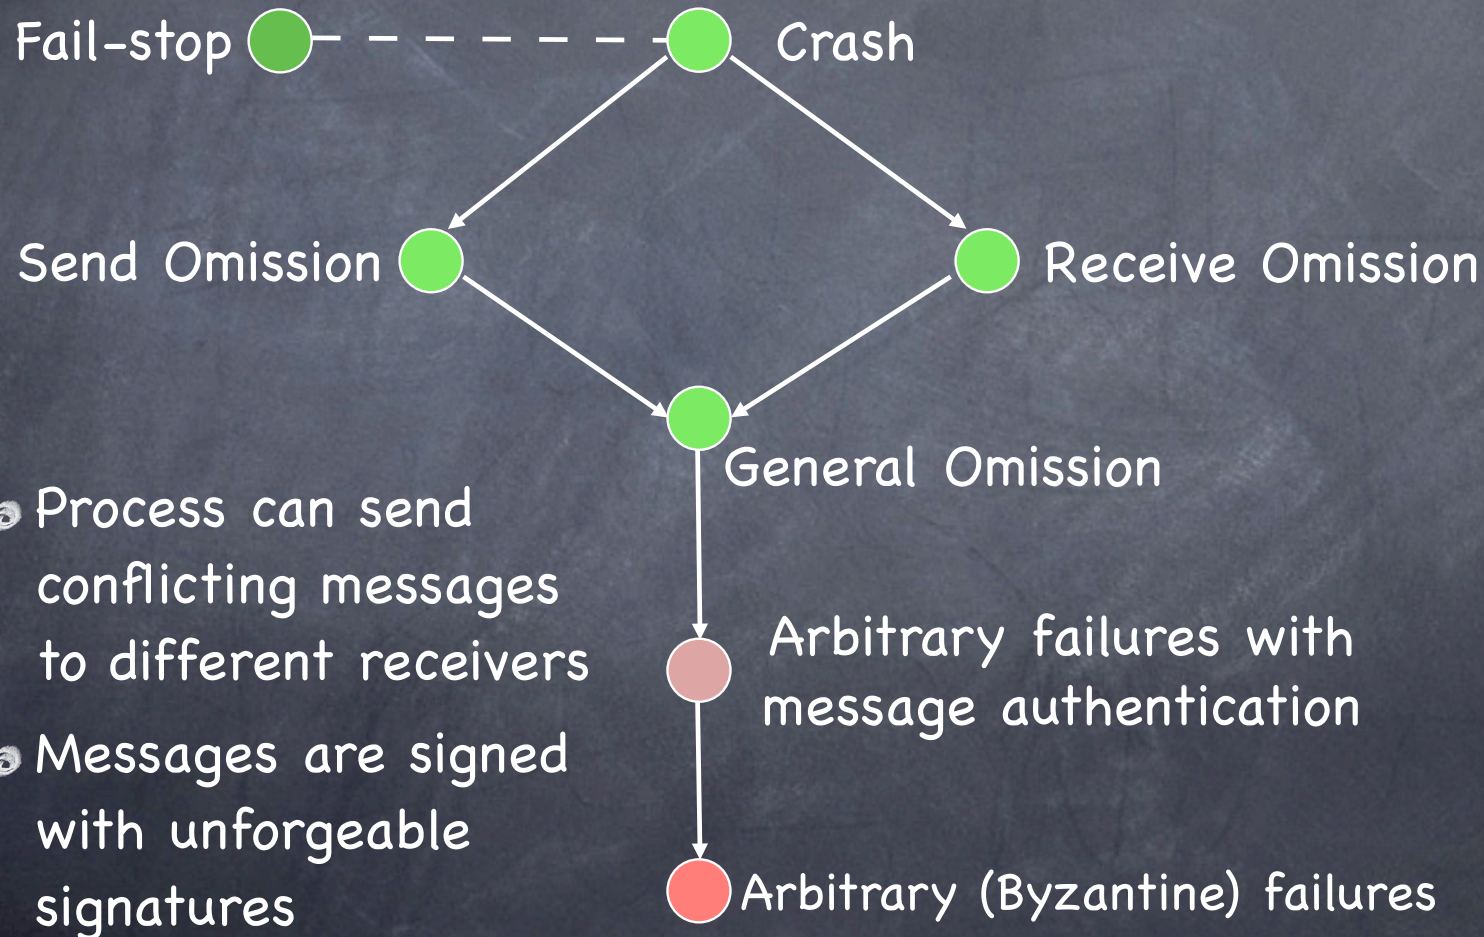 Fail-stop
Crash
Send Omission
Receive Omission
General Omission
Process can send
conflicting messages
to different receivers
Arbitrary failures with
message authentication
Messages are signed
with unforgeable
signatures
Arbitrary (Byzantine) failures